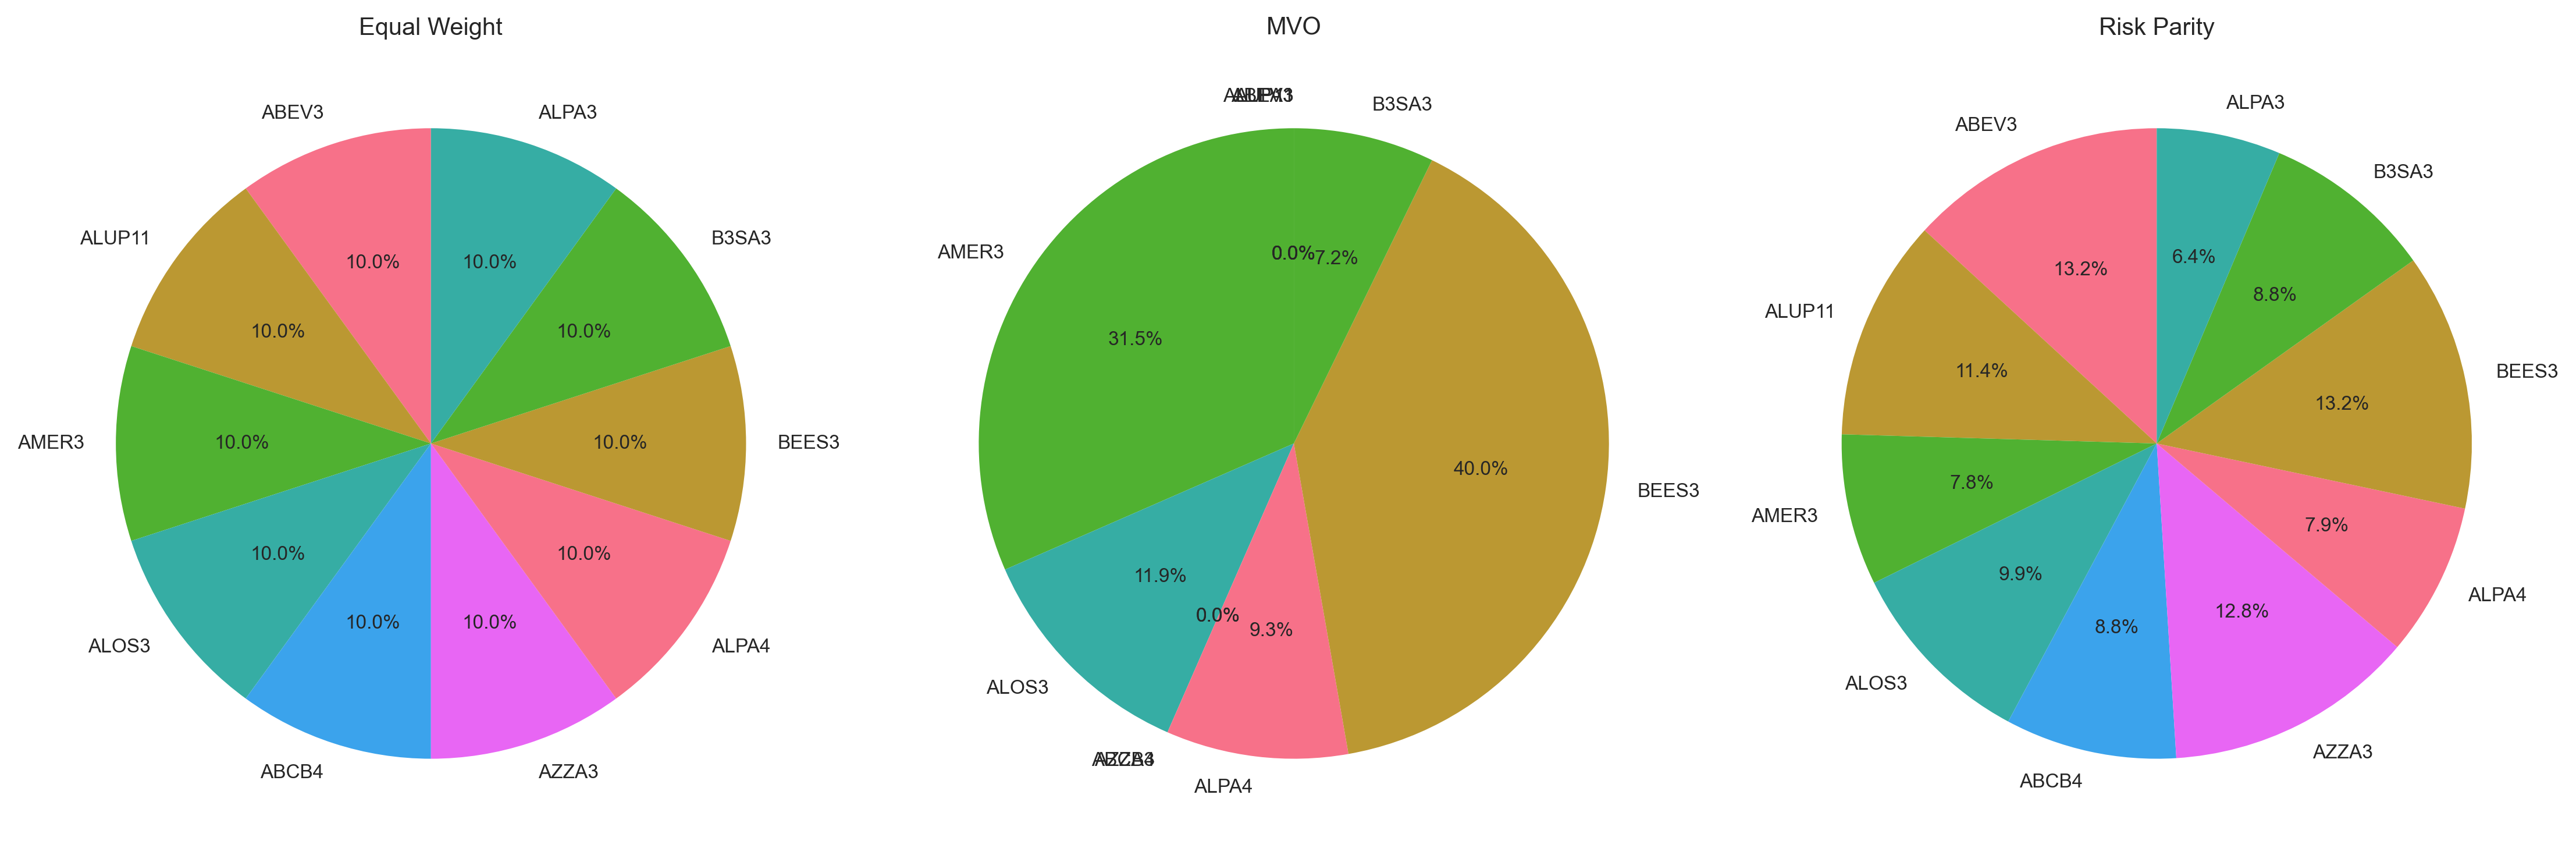 Equal Weight
ABEV3
ALPA3
ALUP11
B3SA3
10.0%
10.0%
10.0%
10.0%
AMER3
10.0%
10.0%
BEES3
10.0%
10.0%
ALOS3
ALPA4
10.0%
10.0%
ABCB4
AZZA3
MVO
B3SA3
AMER3
0.0%
7.2%
31.5%
40.0%
BEES3
11.9%
0.0%
9.3%
ALOS3
ALPA4
Risk Parity
ALPA3
ABEV3
B3SA3
6.4%
13.2%
8.8%
ALUP11
11.4%
BEES3
13.2%
7.8%
AMER3
7.9%
9.9%
ALPA4
12.8%
8.8%
ALOS3
AZZA3
ABCB4